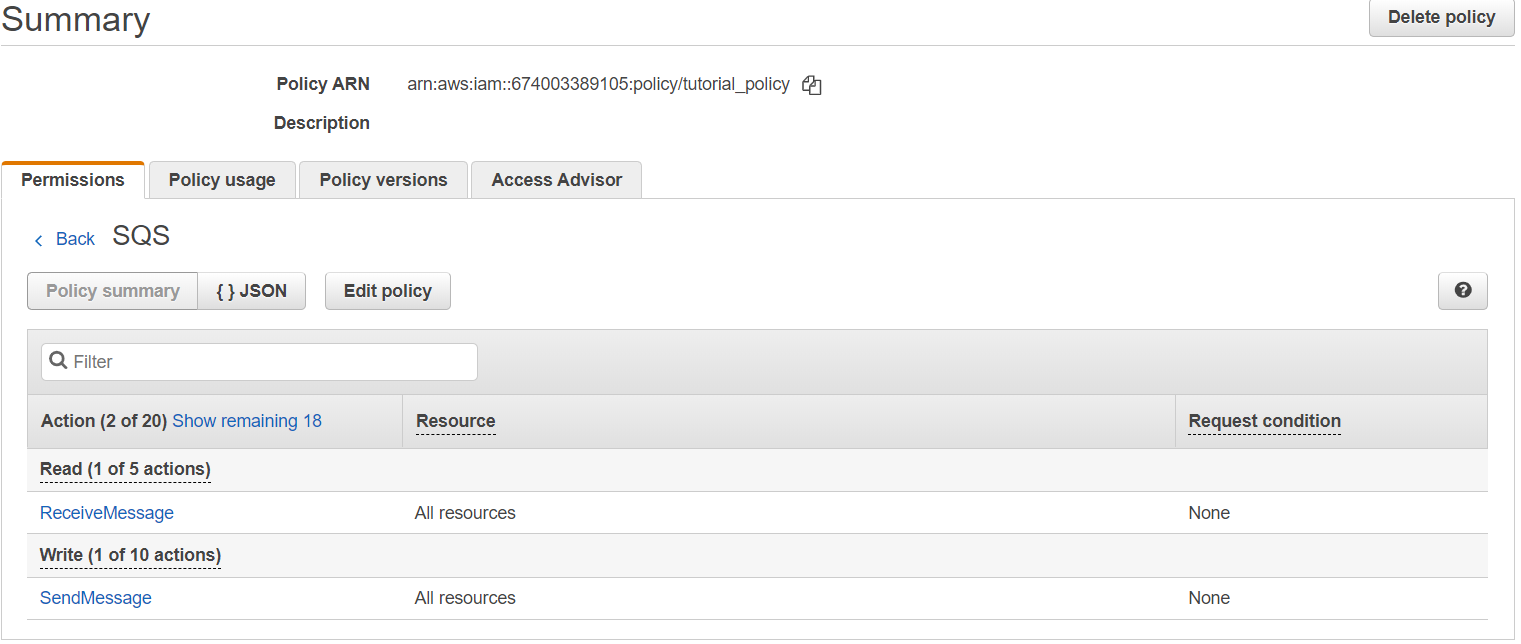 Summary
Delete policy
Policy ARN arn:aws:iam::674003389105:policy/tutorial_policy
Description
Permissions Policy usage Policy versions Access Advisor
Back SQS
Policy summary { } JSON Edit policy
Filter
Action (2 of 20) Show remaining 18 Resource Request condition
Read (1 of 5 actions)
ReceiveMessage All resources None
Write (1 of 10 actions)
SendMessage All resources None